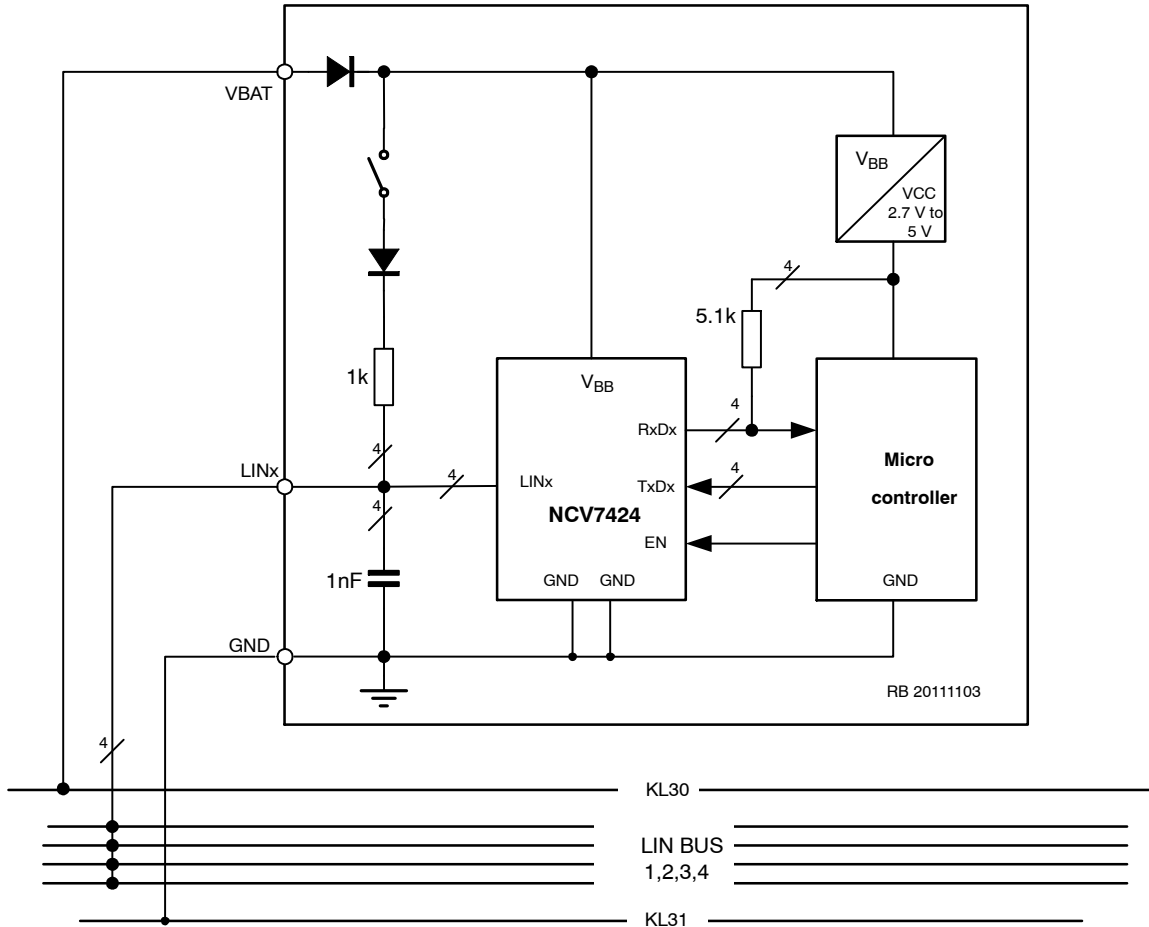 VBAT
VBB
VCC
2.7 V to
5 V
4
5.1k
1k
VBB
4
RxDx
4
LINx
4
LINx
TxDx
4
Micro
controller
NCV7424
4
EN
1nF
GND GND
GND
GND
RB 20111103
4
KL30
LIN BUS
1,2,3,4
KL31